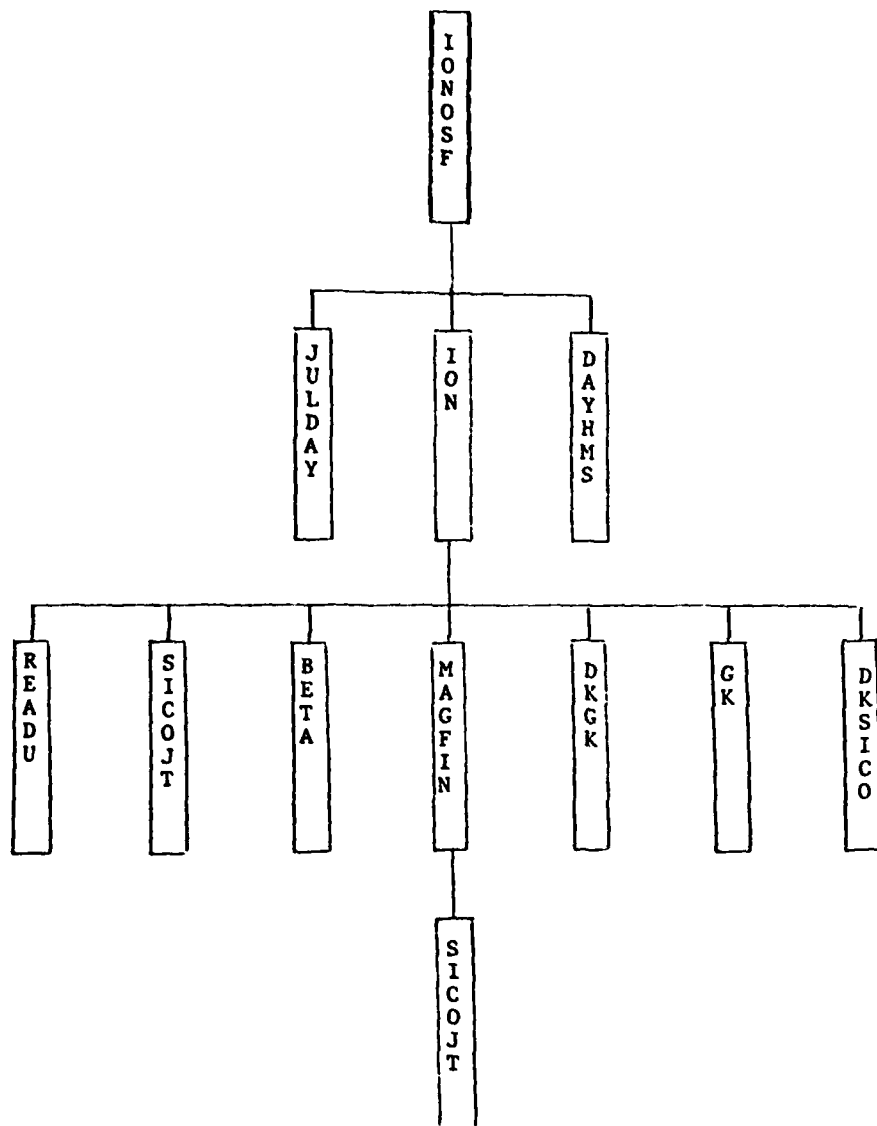 IONOSF
JULDAY
ION
DAYHMS
READU
SICOJT
BETA
MAGFIN
DKGK
GK
DKSICO
SICOJT